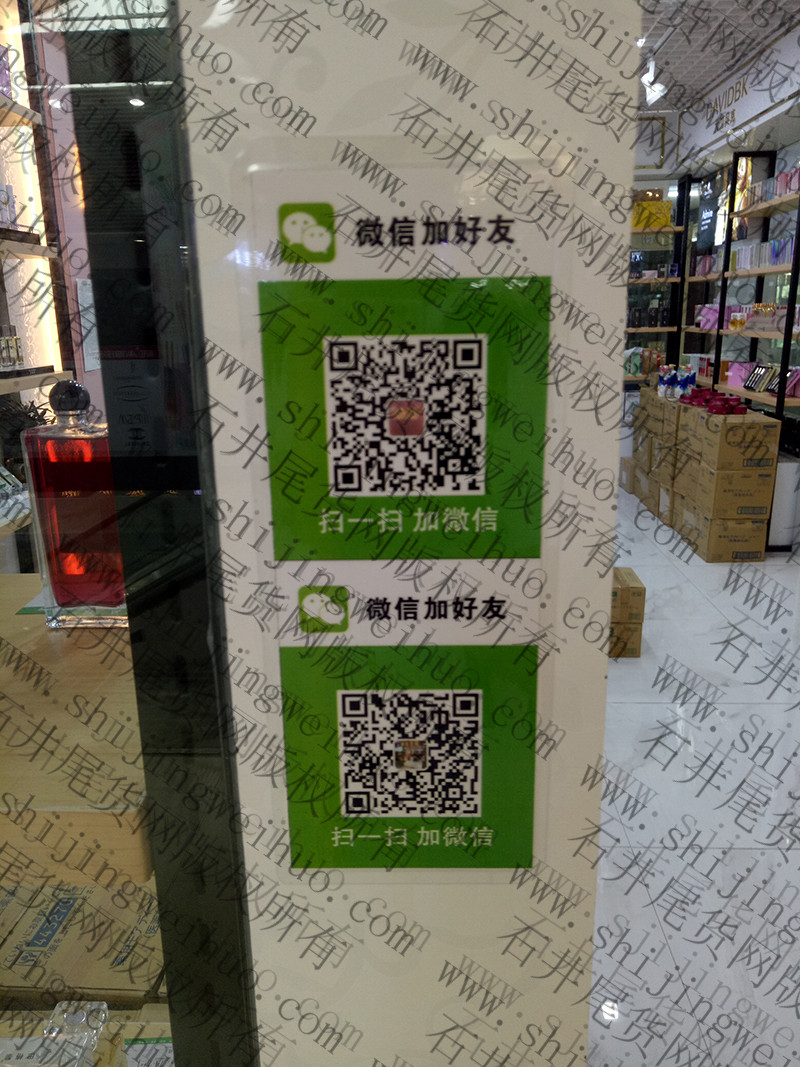 微信加好友
扫一扫 加微信
微信加好友
扫一扫 加微信
DAVIDBK
www.shijingweihuo.com
石井尾货网版权所有